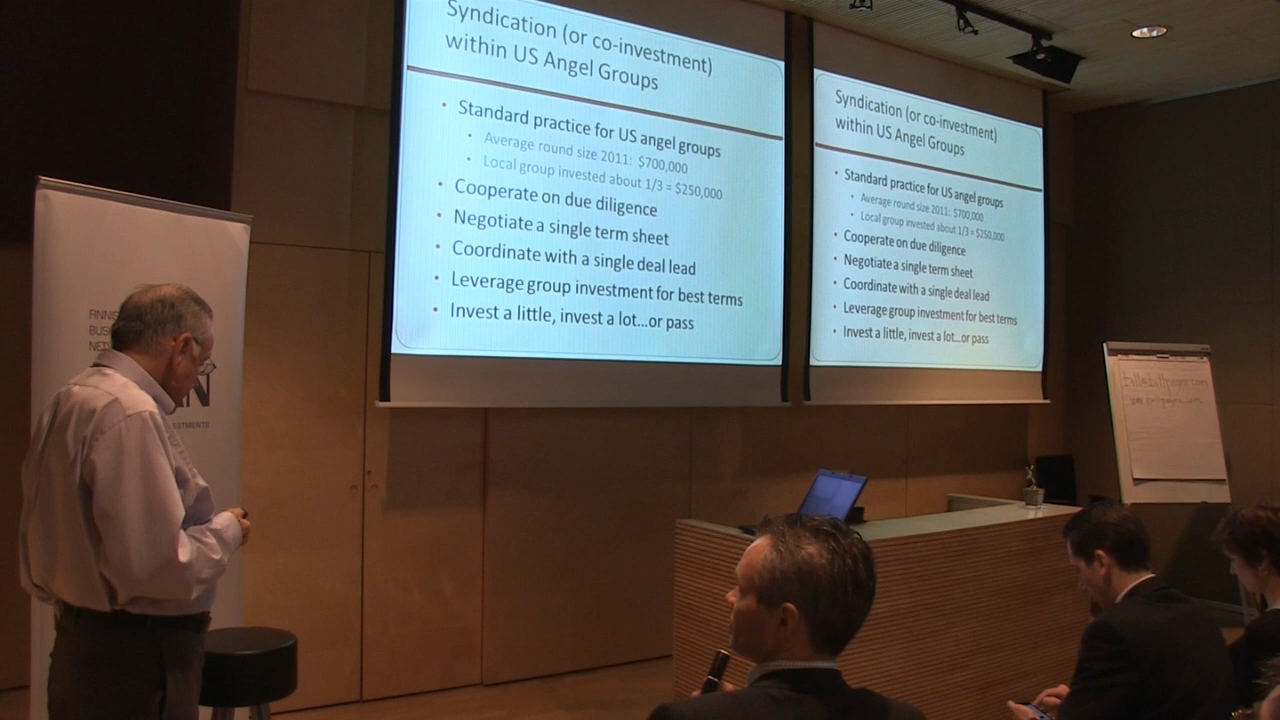 Syndication (or co-investment)
within US Angel Groups
• Standard practice for US angel groups
• Average round size 2011: $700,000
• Local group invested about 1/3 = $250,000
• Cooperate on due diligence
• Negotiate a single term sheet
• Coordinate with a single deal lead
• Leverage group investment for best terms
• Invest a little, invest a lot...or pass
Syndication (or co-investment)
within US Angel Groups
• Standard practice for US angel groups
• Average round size 2011: $700,000
• Local group invested about 1/3 = $250,000
• Cooperate on due diligence
• Negotiate a single term sheet
• Coordinate with a single deal lead
• Leverage group investment for best terms
• Invest a little, invest a lot...or pass